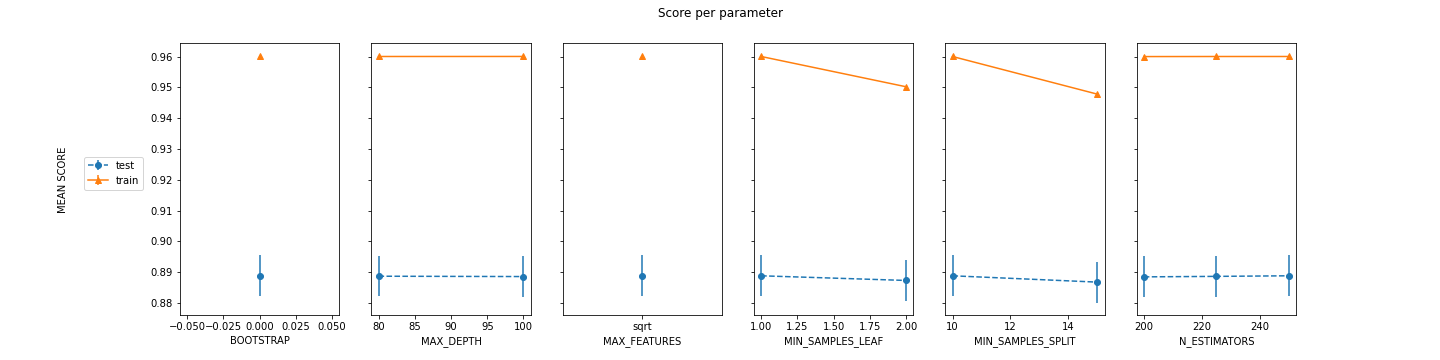 Score per parameter
MEAN SCORE
test
train
0.96
0.95
0.94
0.93
0.92
0.91
0.90
0.89
0.88
−0.050 −0.025 0.000 0.025 0.050
BOOTSTRAP
80 85 90 95 100
MAX_DEPTH
sqrt
MAX_FEATURES
1.00 1.25 1.50 1.75 2.00
MIN_SAMPLES_LEAF
10 12 14
MIN_SAMPLES_SPLIT
200 220 240
N_ESTIMATORS